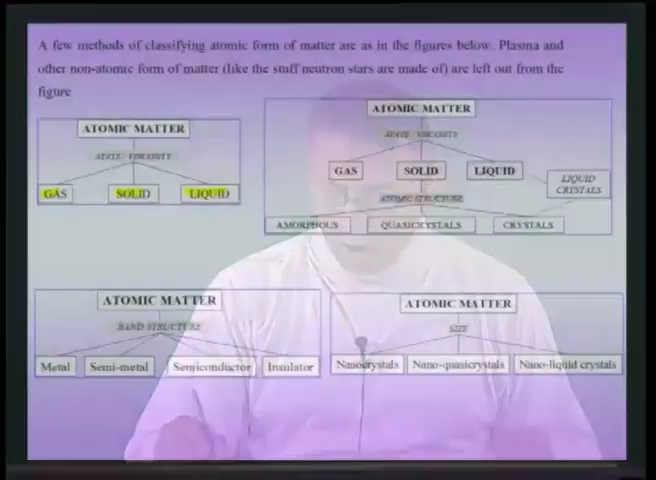 A few methods of classifying atomic form of matter are as in the figures below. Plasma and
other non-atomic form of matter (like the stuff neutron stars are made of) are left out from the
figure
ATOMIC MATTER
STATE / VISCOSITY
GAS
SOLID
LIQUID
ATOMIC MATTER
STATE / VISCOSITY
GAS
SOLID
LIQUID
LIQUID
CRYSTALS
ATOMIC STRUCTURE
AMORPHOUS
QUASICRYSTALS
CRYSTALS
ATOMIC MATTER
BAND STRUCTURE
Metal
Semi-metal
Semiconductor
Insulator
ATOMIC MATTER
SIZE
Nanocrystals
Nano-quasicrystals
Nano-liquid crystals